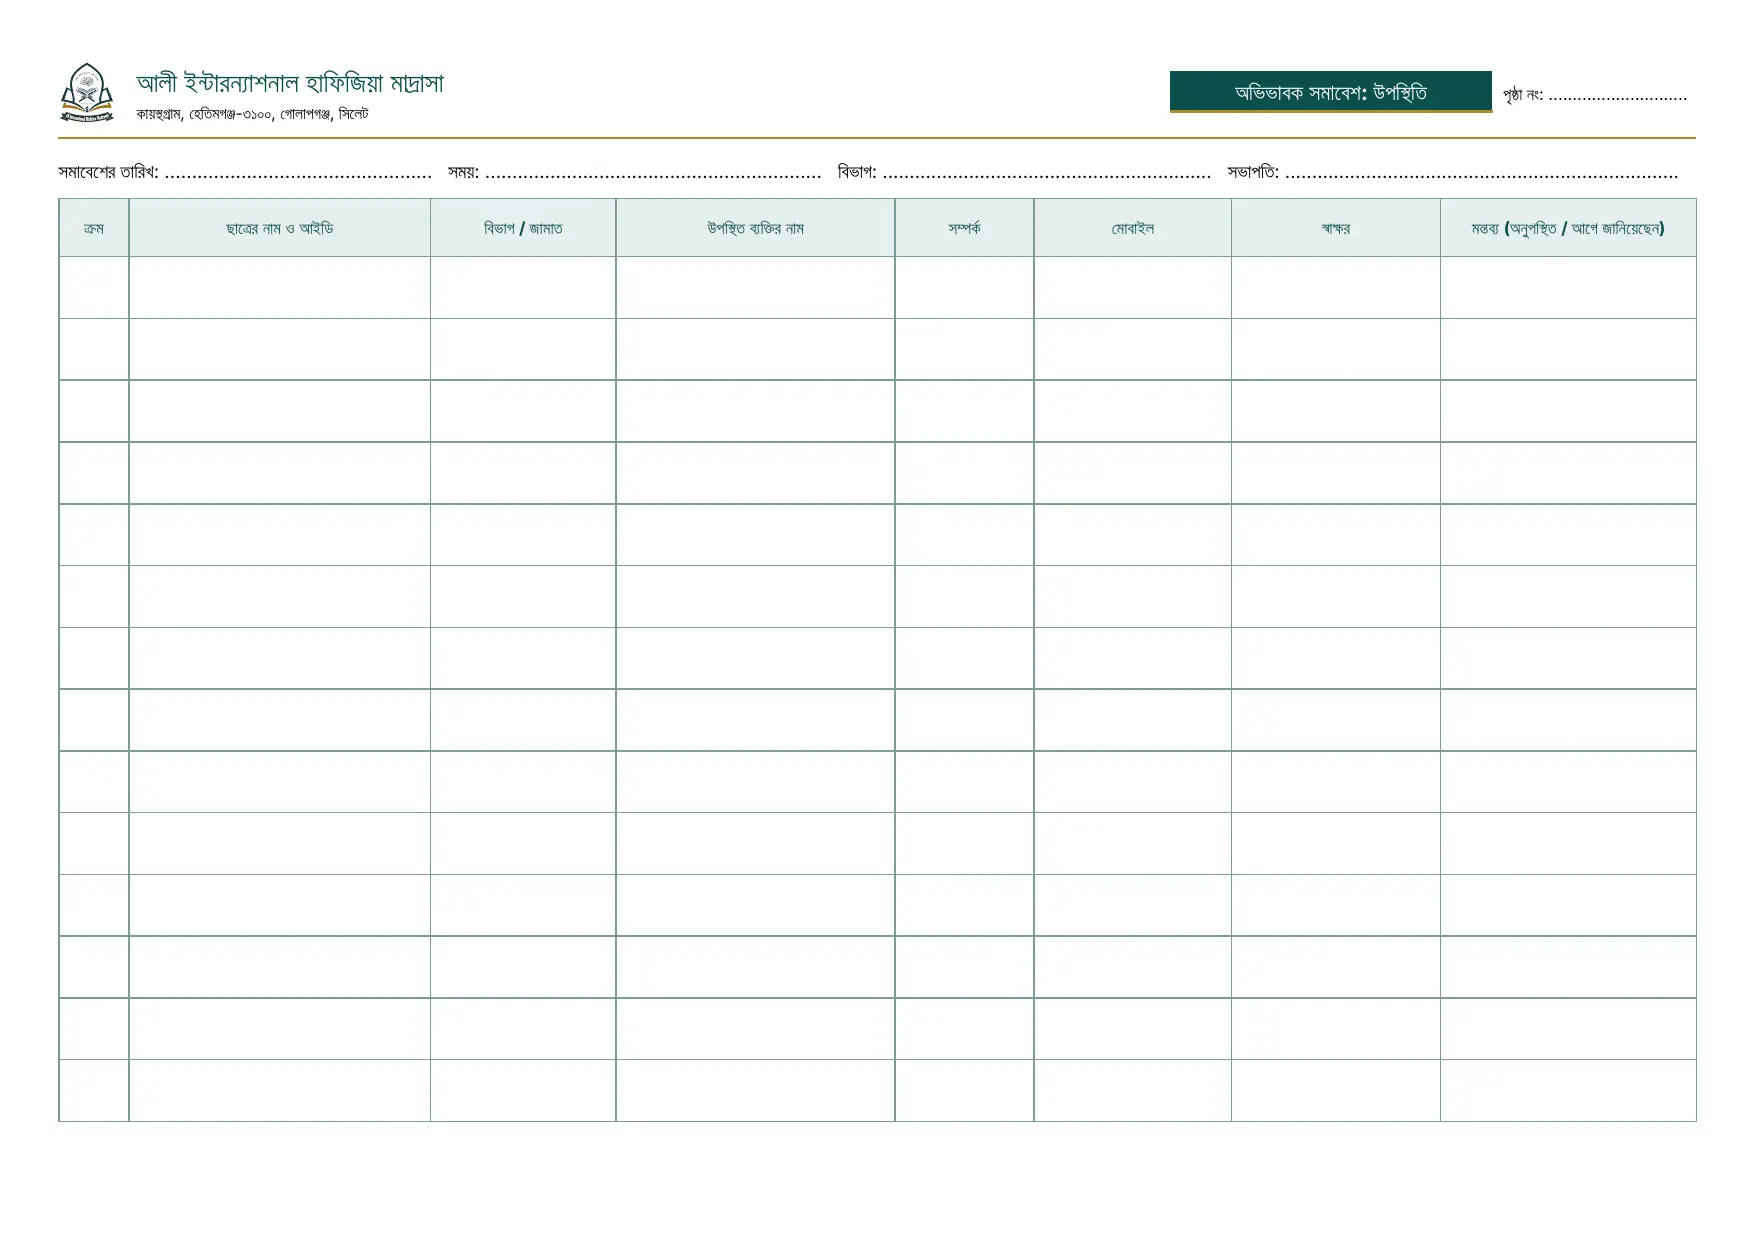 আলী ইন্টারন্যাশনাল হাফিজিয়া মাদ্রাসা
কায়স্থগ্রাম, হেতিমগঞ্জ-৩১০০, গোলাপগঞ্জ, সিলেট
অভিভাবক সমাবেশ: উপস্থিতি
পৃষ্ঠা নং: ............................
সমাবেশের তারিখ: ................................................. সময়: .............................................................. বিভাগ: ............................................................ সভাপতি: ........................................................................
ক্রম ছাত্রের নাম ও আইডি বিভাগ / জামাত উপস্থিত ব্যক্তির নাম সম্পর্ক মোবাইল স্বাক্ষর মন্তব্য (অনুপস্থিত / আগে জানিয়েছেন)